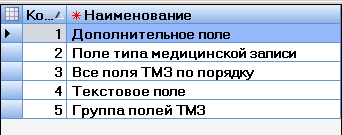 Ко... Наименование
1 Дополнительное поле
2 Поле типа медицинской записи
3 Все поля ТМЗ по порядку
4 Текстовое поле
5 Группа полей ТМЗ